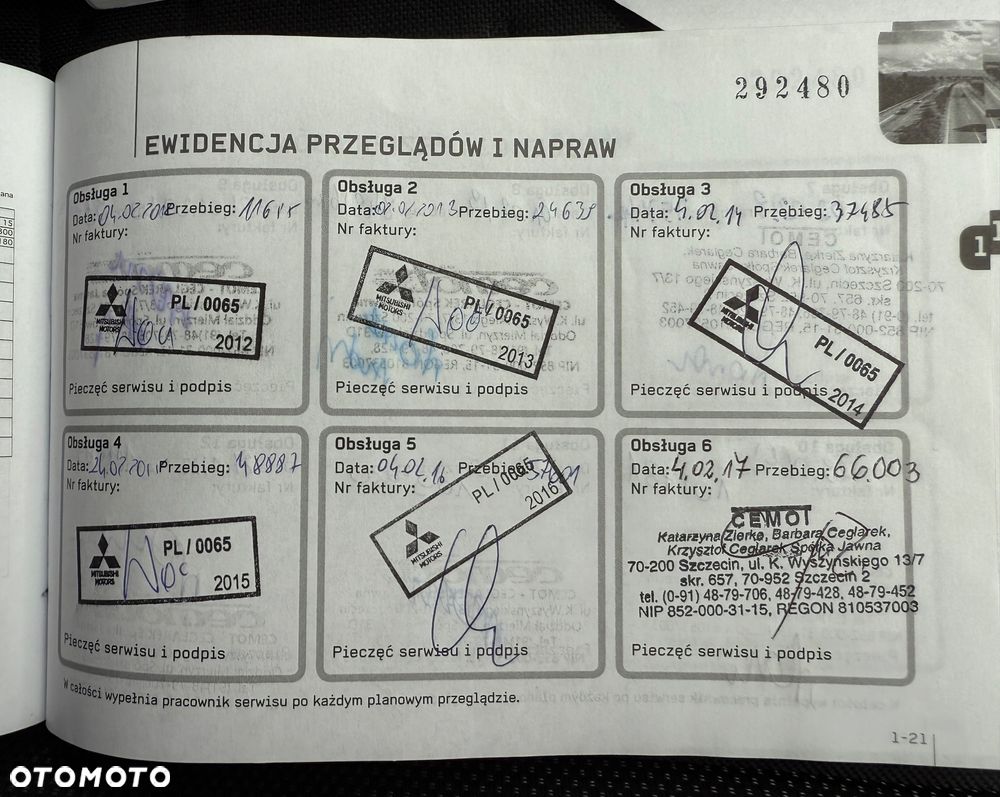 292480
EWIDENCJA PRZEGLĄDÓW I NAPRAW
Obsługa 1
Data: 04.02.2012 Przebieg:
Nr faktury:
MITSUBISHI MOTORS
PL/0065
2012
Pieczęć serwisu i podpis
Obsługa 2
Data: 2013 Przebieg: 24638
Nr faktury:
MITSUBISHI MOTORS
PL/0065
2013
Pieczęć serwisu i podpis
Obsługa 3
Data: 4.02.14 Przebieg: 37485
Nr faktury:
MITSUBISHI MOTORS
PL/0065
2014
Pieczęć serwisu i podpis
Obsługa 4
Data: Przebieg: 48887
Nr faktury:
MITSUBISHI MOTORS
PL/0065
2015
Pieczęć serwisu i podpis
Obsługa 5
Data: 04.02.16 Przebieg:
Nr faktury:
MITSUBISHI MOTORS
PL/0065
2016
Pieczęć serwisu i podpis
Obsługa 6
Data: 4.02.17 Przebieg: 66003
Nr faktury:
CEMOT
Katarzyna Zierke, Barbara Ceglarek,
Krzysztof Ceglarek Spółka Jawna
70-200 Szczecin, ul. K. Wyszyńskiego 13/7
skr. 657, 70-952 Szczecin 2
tel. (0-91) 48-79-706, 48-79-428, 48-79-452
NIP 852-000-31-15, REGON 810537003
Pieczęć serwisu i podpis
W całości wypełnia pracownik serwisu po każdym planowym przeglądzie.
1-21
1
OTOMOTO